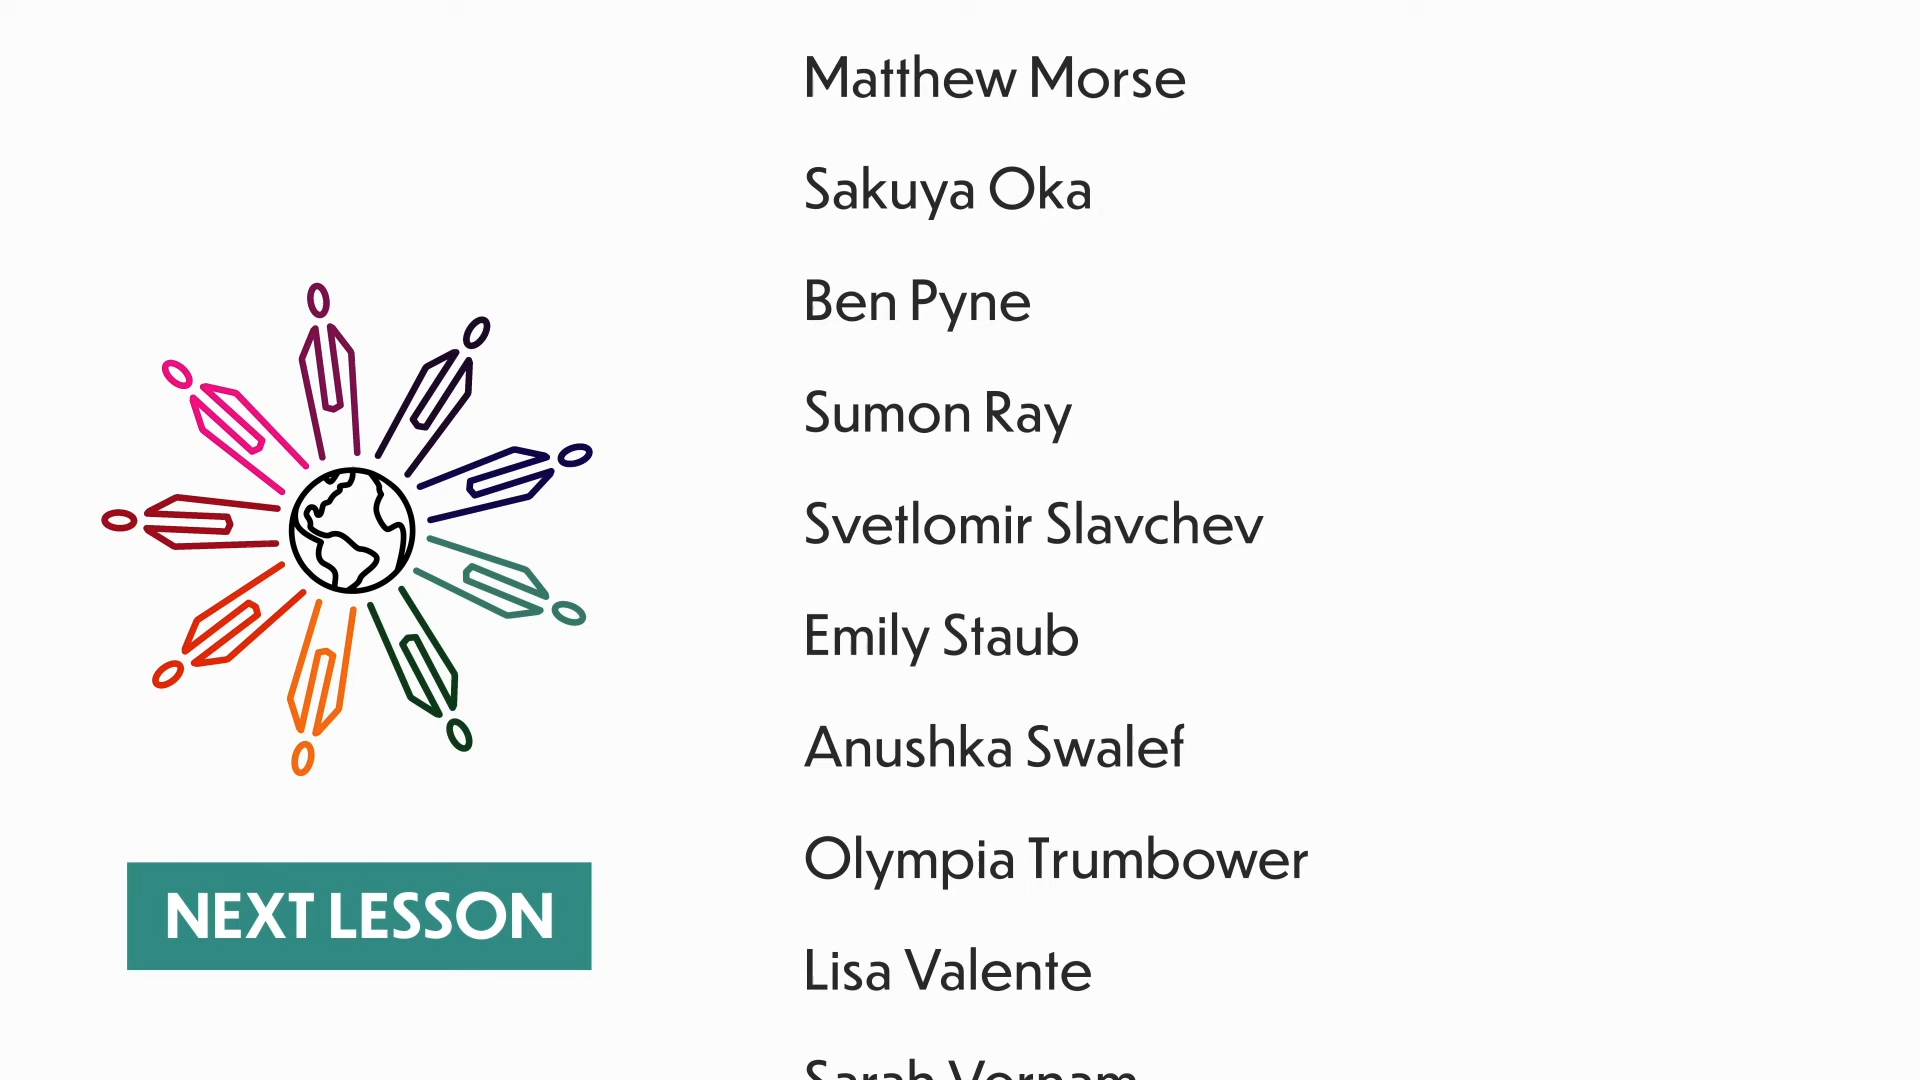 Matthew Morse
Sakuya Oka
Ben Pyne
Sumon Ray
Svetlomir Slavchev
Emily Staub
Anushka Swalef
Olympia Trumbower
Lisa Valente
Sarah
NEXT LESSON